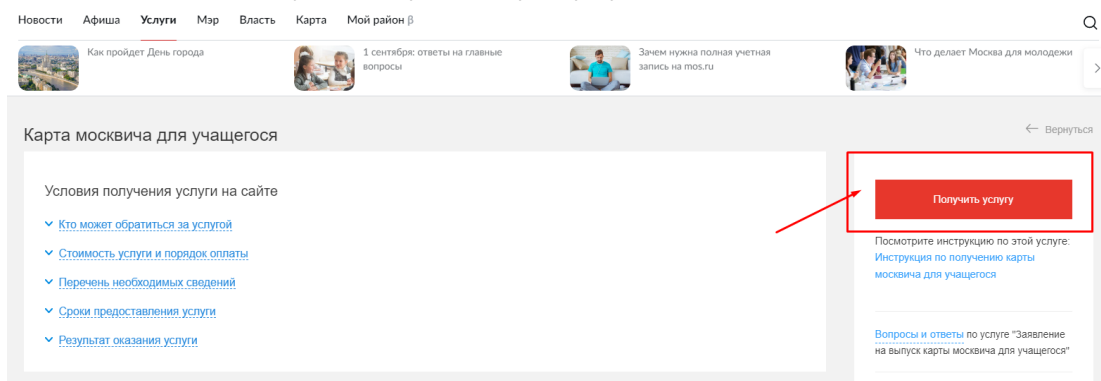 Новости Афиша Услуги Мэр Власть Карта Мой район β
Как пройдет День города
1 сентября: ответы на главные
вопросы
Зачем нужна полная учетная
запись на mos.ru
Что делает Москва для молодежи
Карта москвича для учащегося
Вернуться
Условия получения услуги на сайте
Кто может обратиться за услугой
Стоимость услуги и порядок оплаты
Перечень необходимых сведений
Сроки предоставления услуги
Результат оказания услуги
Получить услугу
Посмотрите инструкцию по этой услуге:
Инструкция по получению карты
москвича для учащегося
Вопросы и ответы по услуге "Заявление
на выпуск карты москвича для учащегося"